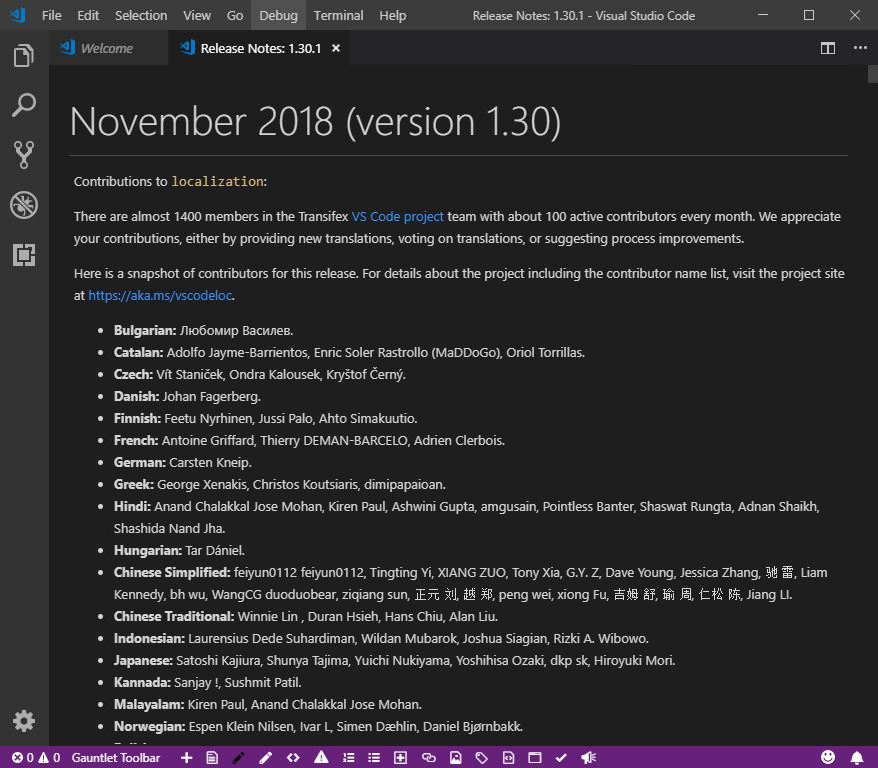 File Edit Selection View Go Debug Terminal Help Release Notes: 1.30.1 - Visual Studio Code
Welcome Release Notes: 1.30.1
November 2018 (version 1.30)
Contributions to localization:
There are almost 1400 members in the Transifex VS Code project team with about 100 active contributors every month. We appreciate
your contributions, either by providing new translations, voting on translations, or suggesting process improvements.
Here is a snapshot of contributors for this release. For details about the project including the contributor name list, visit the project site
at https://aka.ms/vscodeloc.
• Bulgarian: Любомир Василев.
• Catalan: Adolfo Jayme-Barrientos, Enric Soler Rastrollo (MaDDoGo), Oriol Torrillas.
• Czech: Vít Staniček, Ondra Kalousek, Kryštof Černý.
• Danish: Johan Fagerberg.
• Finnish: Feetu Nyrhinen, Jussi Palo, Ahto Simakuutio.
• French: Antoine Griffard, Thierry DEMAN-BARCELO, Adrien Clerbois.
• German: Carsten Kneip.
• Greek: George Xenakis, Christos Koutsiaris, dimipapaioan.
• Hindi: Anand Chalakkal Jose Mohan, Kiren Paul, Ashwini Gupta, amgusain, Pointless Banter, Shaswat Rungta, Adnan Shaikh,
Shashida Nand Jha.
• Hungarian: Tar Dániel.
• Chinese Simplified: feiyun0112 feiyun0112, Tingting Yi, XIANG ZUO, Tony Xia, G.Y. Z, Dave Young, Jessica Zhang, 驰 雷, Liam
Kennedy, bh wu, WangCG duoduobear, ziqiang sun, 正元 刘, 越 郑, peng wei, xiong Fu, 吉姆 舒, 瑜 周, 仁松 陈, Jiang LI.
• Chinese Traditional: Winnie Lin , Duran Hsieh, Hans Chiu, Alan Liu.
• Indonesian: Laurensius Dede Suhardiman, Wildan Mubarok, Joshua Siagian, Rizki A. Wibowo.
• Japanese: Satoshi Kajiura, Shunya Tajima, Yuichi Nukiyama, Yoshihisa Ozaki, dkp sk, Hiroyuki Mori.
• Kannada: Sanjay !, Sushmit Patil.
• Malayalam: Kiren Paul, Anand Chalakkal Jose Mohan.
• Norwegian: Espen Klein Nilsen, Ivar L, Simen Dæhlin, Daniel Bjørnbakk.
0 0 Gauntlet Toolbar